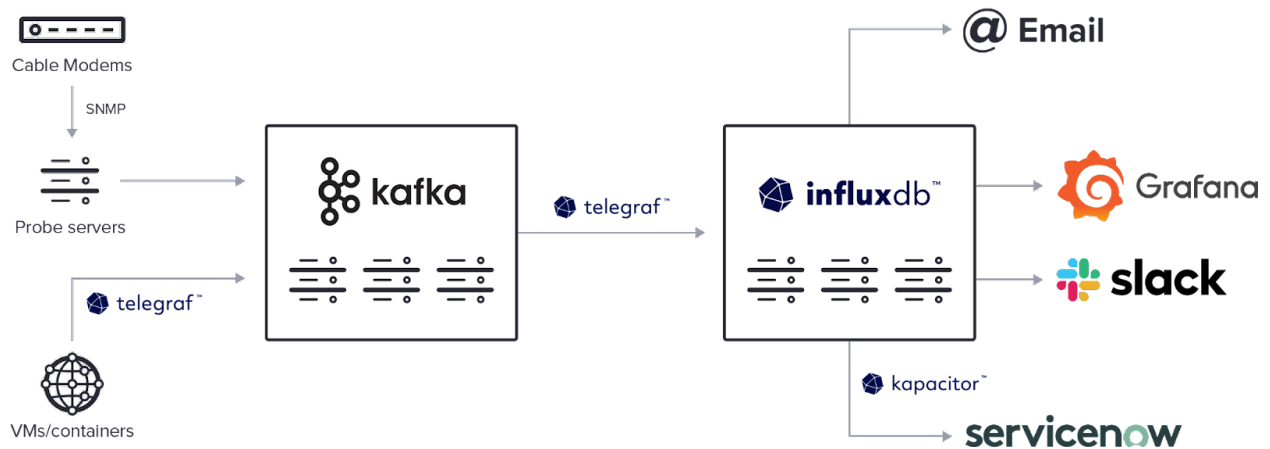 Cable Modems
SNMP
Probe servers
telegraf™
VMs/containers
kafka
telegraf™
influxdb™
kapacitor™
@ Email
Grafana
slack
servicenow